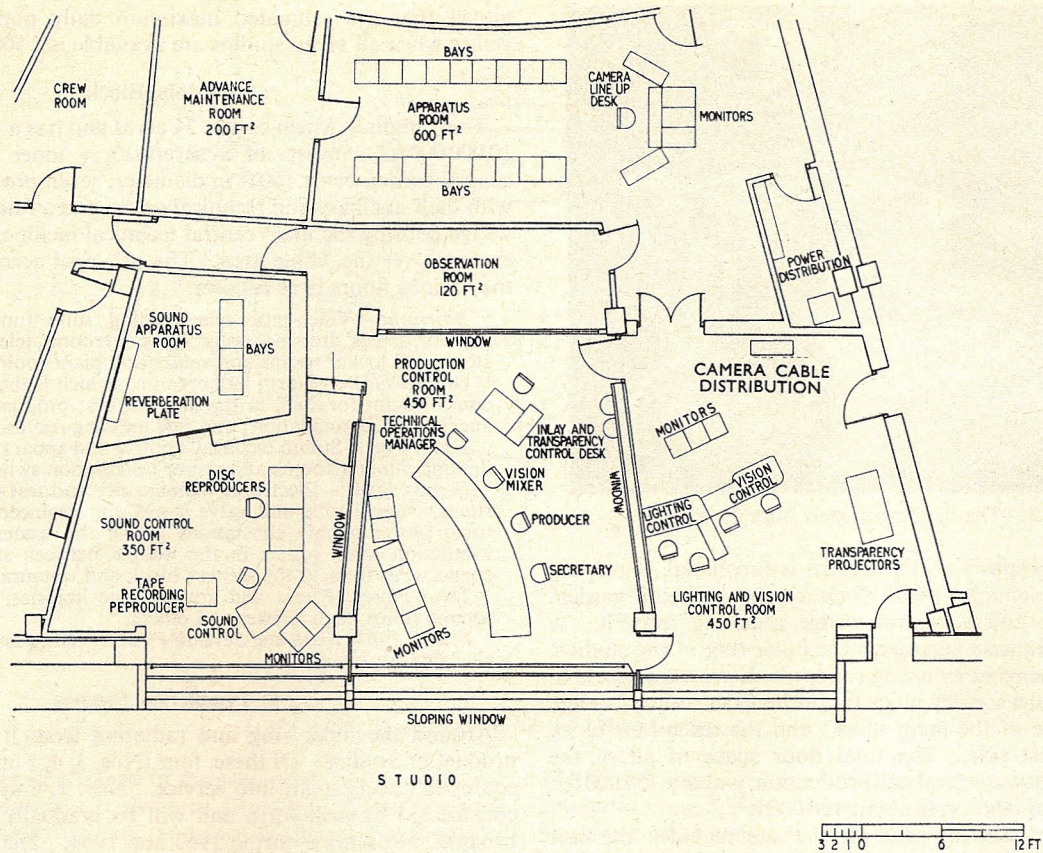 BAYS
CREW
ROOM
ADVANCE
MAINTENANCE
ROOM
200 FT²
APPARATUS
ROOM
600 FT²
CAMERA
LINE UP
DESK
MONITORS
BAYS
OBSERVATION
ROOM
120 FT²
POWER
DISTRIBUTION
SOUND
APPARATUS
ROOM
BAYS
REVERBERATION
PLATE
WINDOW
PRODUCTION
CONTROL
ROOM
450 FT²
TECHNICAL
OPERATIONS
MANAGER
INLAY AND
TRANSPARENCY
CONTROL DESK
CAMERA CABLE
DISTRIBUTION
MONITORS
VISION
MIXER
WINDOW
VISION
CONTROL
LIGHTING
CONTROL
DISC
REPRODUCERS
SOUND CONTROL
ROOM
350 FT²
WINDOW
PRODUCER
SECRETARY
TRANSPARENCY
PROJECTORS
TAPE
RECORDING
PEPRODUCER
SOUND
CONTROL
MONITORS
MONITORS
LIGHTING AND VISION
CONTROL ROOM
450 FT²
SLOPING WINDOW
STUDIO
3 2 1 0 6 12 FT